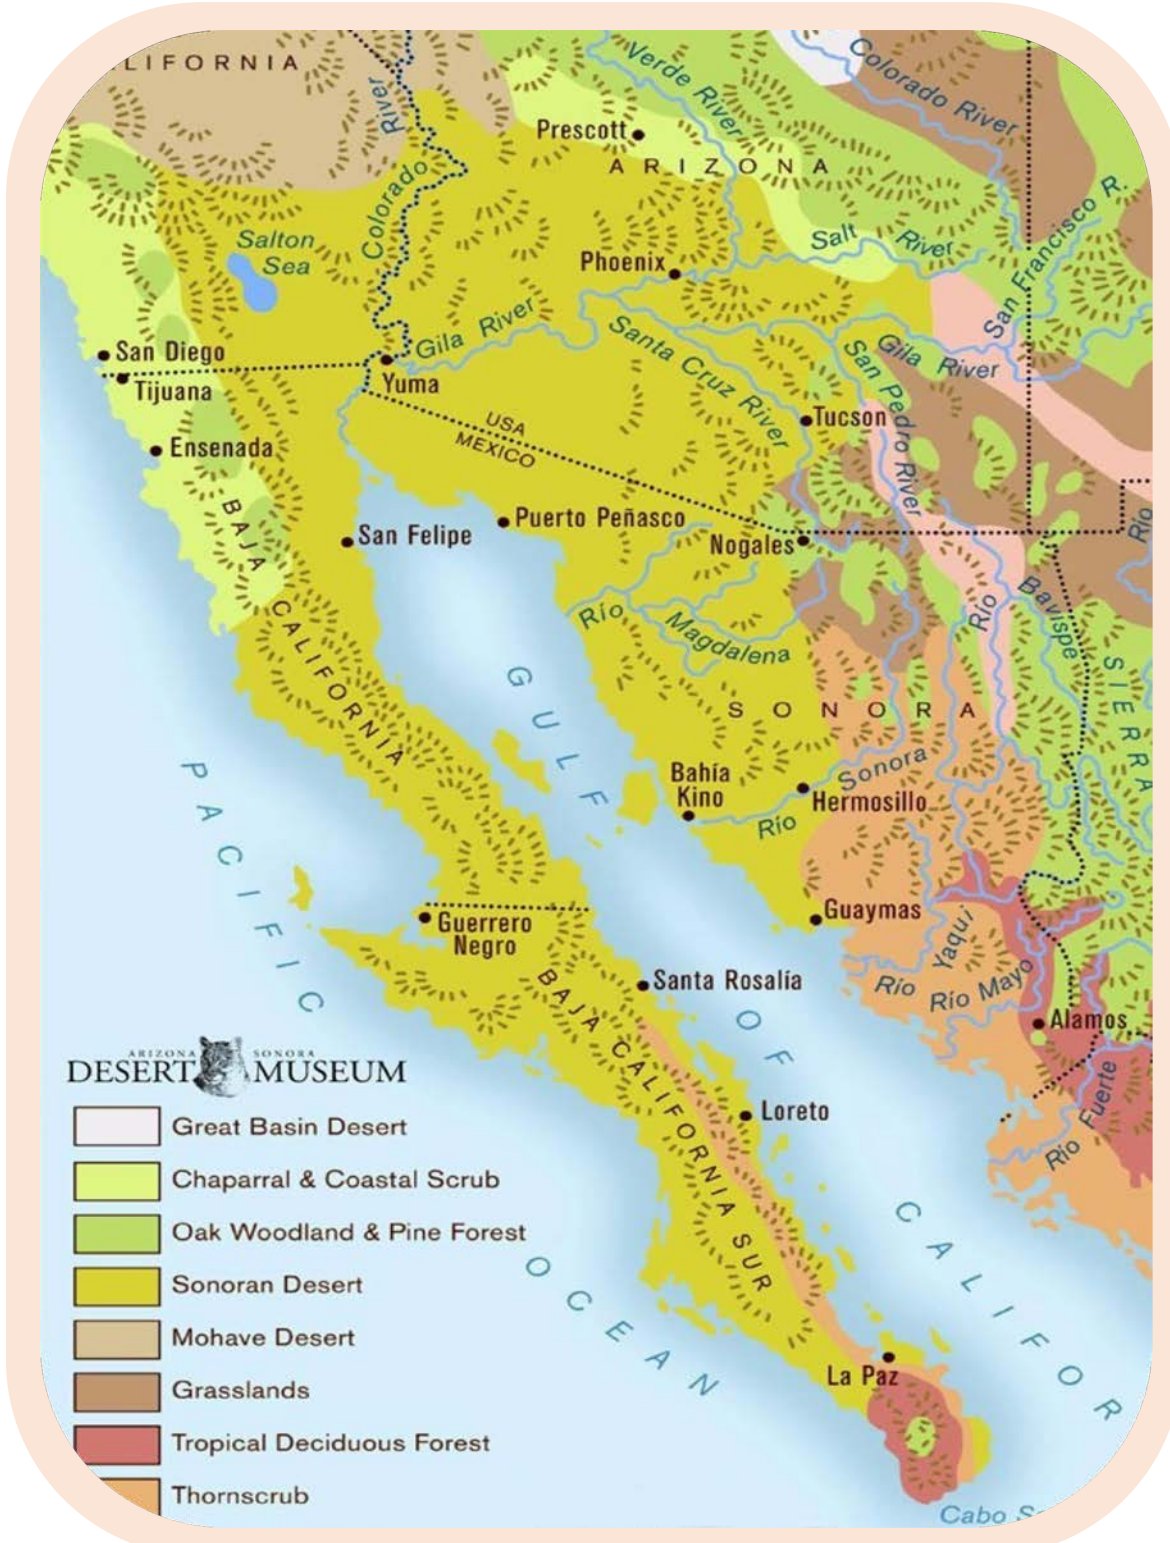 LIFORNIA
River
Colorado
Verde River
Colorado River
Prescott
ARIZONA
Salton
Sea
Salt River
San Francisco R.
Phoenix
Gila River
Santa Cruz River
San Pedro River
Gila River
San Diego
Tijuana
Yuma
USA
MEXICO
Tucson
Ensenada
BAJA
CALIFORNIA
San Felipe
Puerto Peñasco
Nogales
Río
Río
Magdalena
Río
Bavispe
SIERRA
SONORA
GULF
OF
CALIFOR
PACIFIC
OCEAN
Bahía
Kino
Río
Sonora
Hermosillo
Guaymas
Guerrero
Negro
Santa Rosalía
Río
Yaqui
Río Mayo
Alamos
Río Fuerte
BAJA CALIFORNIA SUR
Loreto
La Paz
Cabo S
ARIZONA SONORA
DESERT MUSEUM
Great Basin Desert
Chaparral & Coastal Scrub
Oak Woodland & Pine Forest
Sonoran Desert
Mohave Desert
Grasslands
Tropical Deciduous Forest
Thornscrub